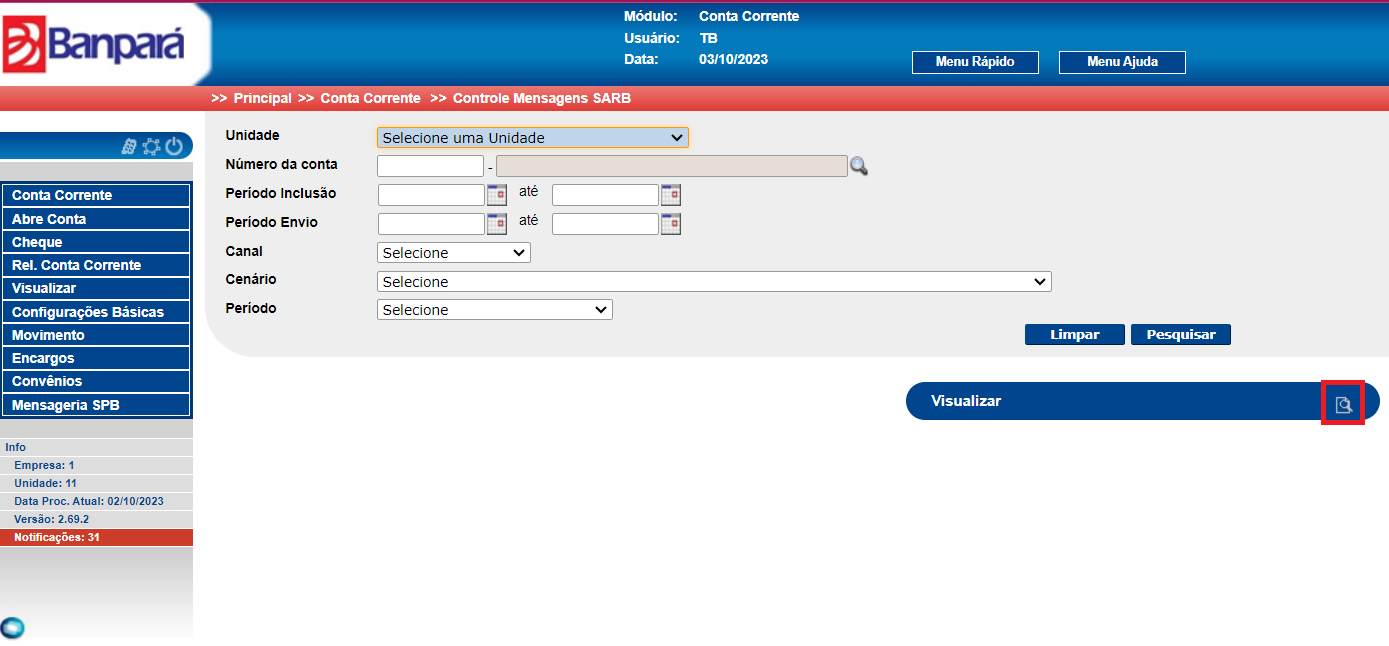 Banpará
Módulo: Conta Corrente
Usuário: TB
Data: 03/10/2023
Menu Rápido
Menu Ajuda
>> Principal >> Conta Corrente >> Controle Mensagens SARB
Conta Corrente
Abre Conta
Cheque
Rel. Conta Corrente
Visualizar
Configurações Básicas
Movimento
Encargos
Convênios
Mensageria SPB
Info
Empresa: 1
Unidade: 11
Data Proc. Atual: 02/10/2023
Versão: 2.69.2
Notificações: 31
Unidade Selecione uma Unidade
Número da conta -
Período Inclusão até
Período Envio até
Canal Selecione
Cenário Selecione
Período Selecione
Limpar Pesquisar
Visualizar